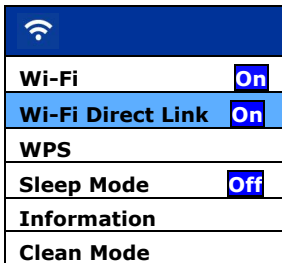 Wi-Fi On
Wi-Fi Direct Link On
WPS
Sleep Mode Off
Information
Clean Mode